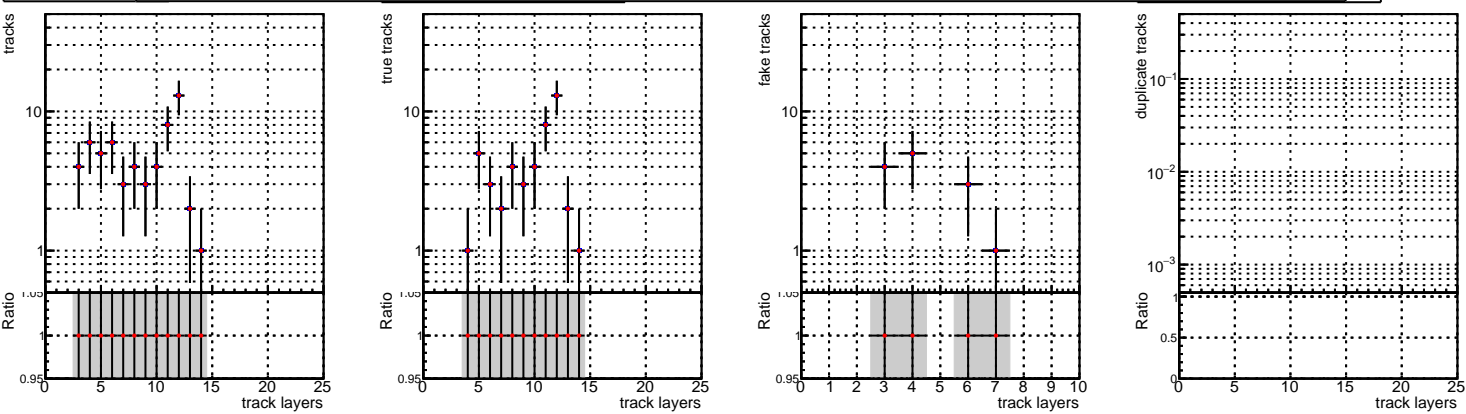 tracks
10
1
Ratio
1.05
1
0.95
0 5 10 15 20 25
track layers
true tracks
10
1
Ratio
1.05
1
0.95
0 5 10 15 20 25
track layers
fake tracks
10
1
Ratio
1.05
1
0.95
0 1 2 3 4 5 6 7 8 9 10
track layers
duplicate tracks
10⁻¹
10⁻²
10⁻³
Ratio
1
0.5
0
0 5 10 15 20 25
track layers